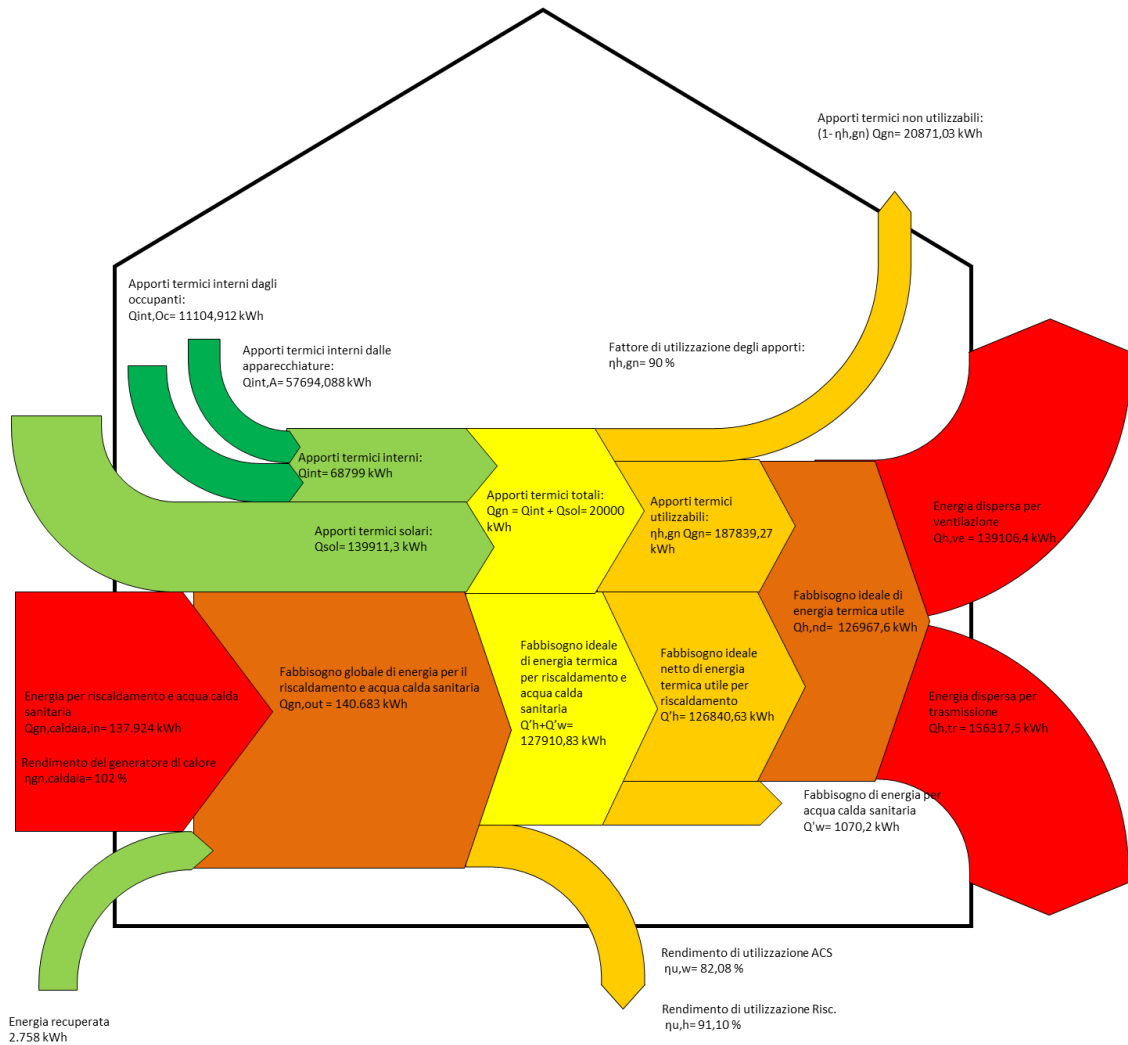 Apporti termici non utilizzabili:
(1- ηh,gn) Qgn= 20871,03 kWh
Apporti termici interni dagli
occupanti:
Qint,Oc= 11104,912 kWh
Apporti termici interni dalle
apparecchiature:
Qint,A= 57694,088 kWh
Fattore di utilizzazione degli apporti:
ηh,gn= 90 %
Apporti termici interni:
Qint= 68799 kWh
Apporti termici solari:
Qsol= 139911,3 kWh
Apporti termici totali:
Qgn = Qint + Qsol= 20000
kWh
Apporti termici
utilizzabili:
ηh,gn Qgn= 187839,27
kWh
Energia dispersa per
ventilazione
Qh,ve = 139106,4 kWh
Fabbisogno ideale di
energia termica utile
Qh,nd= 126967,6 kWh
Energia per riscaldamento e acqua calda
sanitaria
Qgn,caldaia,in= 137.924 kWh
Rendimento del generatore di calore
ηgn,caldaia= 102 %
Fabbisogno globale di energia per il
riscaldamento e acqua calda sanitaria
Qgn,out = 140.683 kWh
Fabbisogno ideale
di energia termica
per riscaldamento e
acqua calda
sanitaria
Q'h+Q'w=
127910,83 kWh
Fabbisogno ideale
netto di energia
termica utile per
riscaldamento
Q'h= 126840,63 kWh
Energia dispersa per
trasmissione
Qh,tr = 156317,5 kWh
Fabbisogno di energia per
acqua calda sanitaria
Q'w= 1070,2 kWh
Rendimento di utilizzazione ACS
ηu,w= 82,08 %
Rendimento di utilizzazione Risc.
ηu,h= 91,10 %
Energia recuperata
2.758 kWh